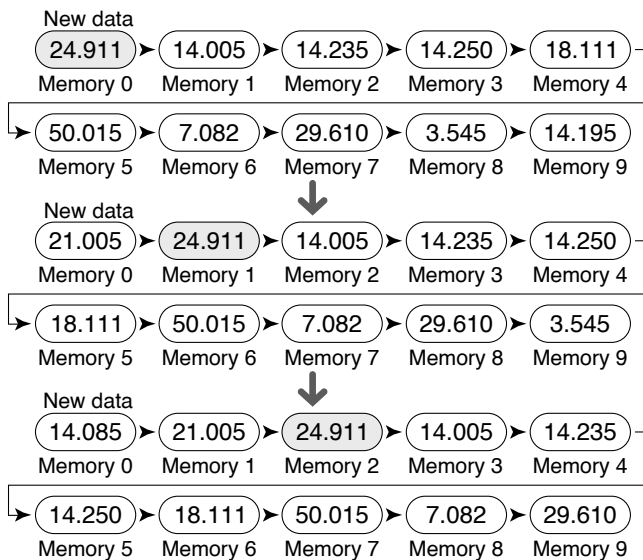 New data
24.911 14.005 14.235 14.250 18.111
Memory 0 Memory 1 Memory 2 Memory 3 Memory 4
50.015 7.082 29.610 3.545 14.195
Memory 5 Memory 6 Memory 7 Memory 8 Memory 9
New data
21.005 24.911 14.005 14.235 14.250
Memory 0 Memory 1 Memory 2 Memory 3 Memory 4
18.111 50.015 7.082 29.610 3.545
Memory 5 Memory 6 Memory 7 Memory 8 Memory 9
New data
14.085 21.005 24.911 14.005 14.235
Memory 0 Memory 1 Memory 2 Memory 3 Memory 4
14.250 18.111 50.015 7.082 29.610
Memory 5 Memory 6 Memory 7 Memory 8 Memory 9